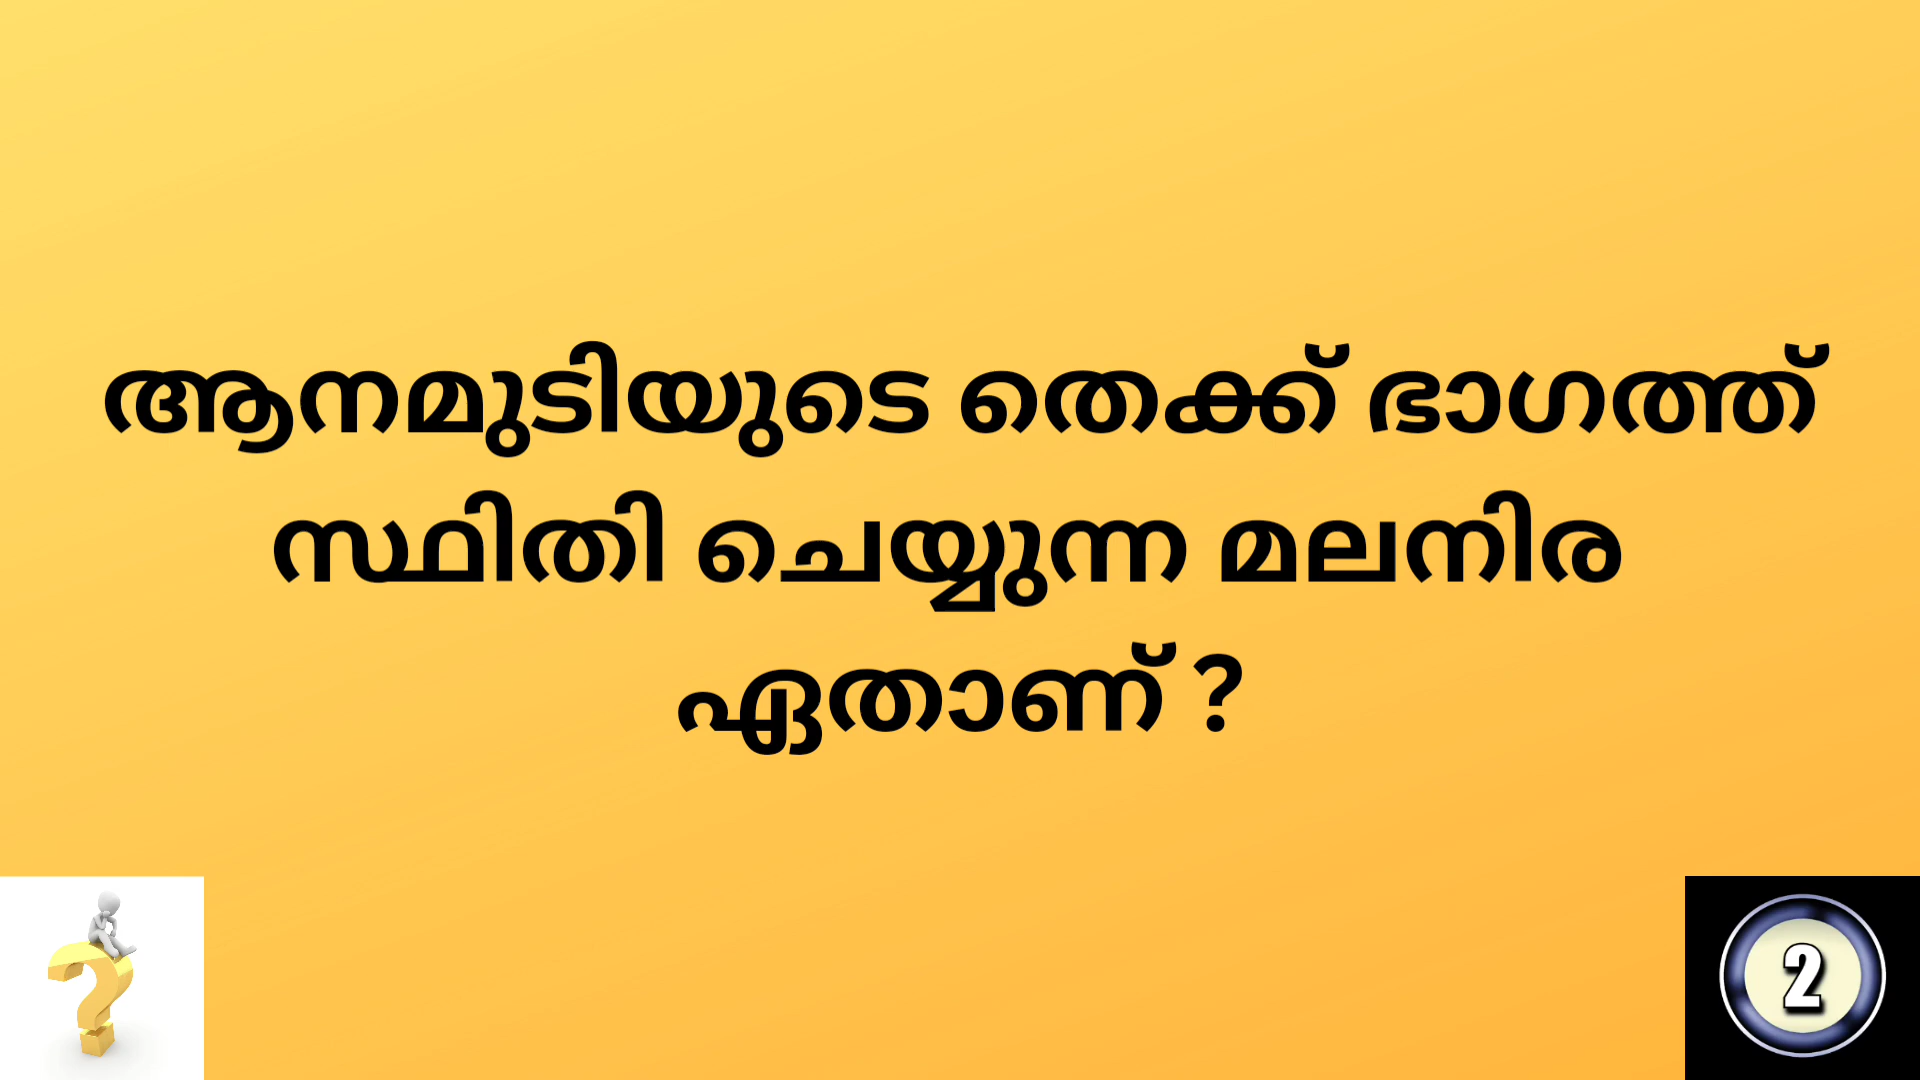 ആനമുടിയുടെ തെക്ക് ഭാഗത്ത്
സ്ഥിതി ചെയ്യുന്ന മലനിര
ഏതാണ് ?
2